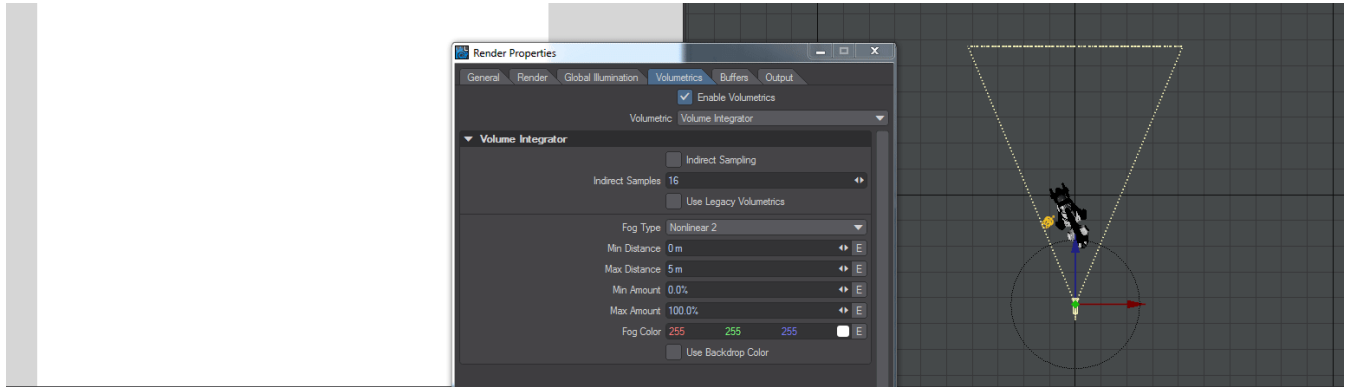 Render Properties
General Render Global Illumination Volumetrics Buffers Output
Enable Volumetrics
Volumetric Volume Integrator
Volume Integrator
Indirect Sampling
Indirect Samples 16
Use Legacy Volumetrics
Fog Type Nonlinear 2
Min Distance 0 m E
Max Distance 5 m E
Min Amount 0.0% E
Max Amount 100.0% E
Fog Color 255 255 255 E
Use Backdrop Color